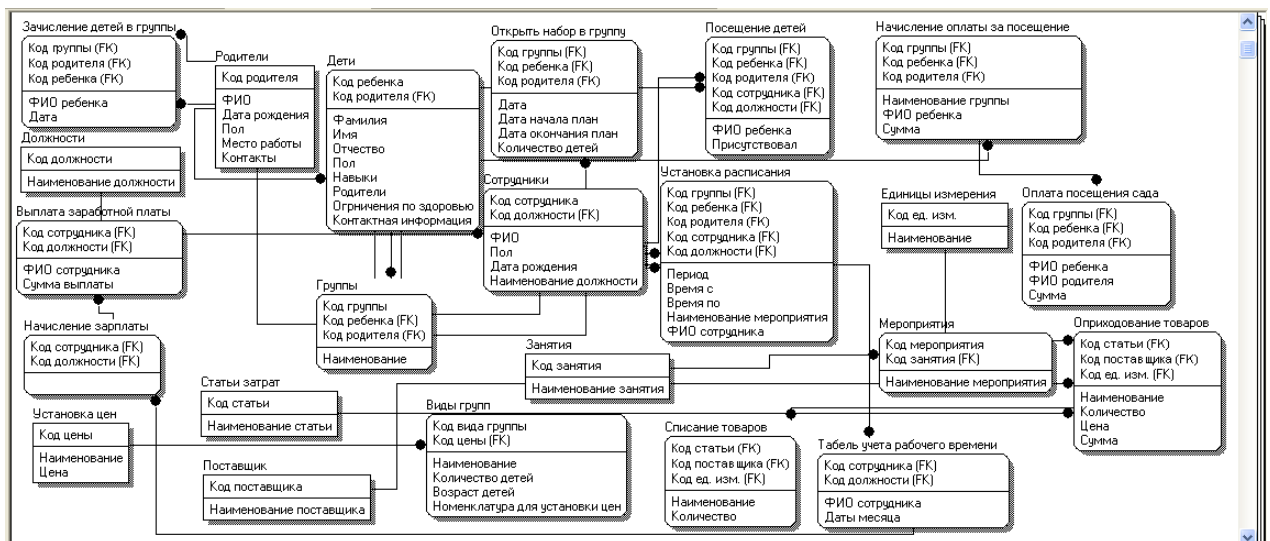 Зачисление детей в группы
Код группы (FK)
Код родителя (FK)
Код ребенка (FK)
ФИО ребенка
Дата
Родители
Код родителя
ФИО
Дата рождения
Пол
Место работы
Контакты
Дети
Код ребенка
Код родителя (FK)
Фамилия
Имя
Отчество
Пол
Навыки
Родители
Огрничения по здоровью
Контактная информация
Открыть набор в группу
Код группы (FK)
Код ребенка (FK)
Код родителя (FK)
Дата
Дата начала план
Дата окончания план
Количество детей
Посещение детей
Код группы (FK)
Код ребенка (FK)
Код родителя (FK)
Код сотрудника (FK)
Код должности (FK)
ФИО ребенка
Присутствовал
Начисление оплаты за посещение
Код группы (FK)
Код ребенка (FK)
Код родителя (FK)
Наименование группы
ФИО ребенка
Сумма
Должности
Код должности
Наименование должности
Сотрудники
Код сотрудника
Код должности (FK)
ФИО
Пол
Дата рождения
Наименование должности
Установка расписания
Код группы (FK)
Код ребенка (FK)
Код родителя (FK)
Код сотрудника (FK)
Код должности (FK)
Период
Время с
Время по
Наименование мероприятия
ФИО сотрудника
Единицы измерения
Код ед. изм.
Наименование
Оплата посещения сада
Код группы (FK)
Код ребенка (FK)
Код родителя (FK)
ФИО ребенка
ФИО родителя
Сумма
Выплата заработной платы
Код сотрудника (FK)
Код должности (FK)
ФИО сотрудника
Сумма выплаты
Группы
Код группы
Код ребенка (FK)
Код родителя (FK)
Наименование
Начисление зарплаты
Код сотрудника (FK)
Код должности (FK)
Занятия
Код занятия
Наименование занятия
Мероприятия
Код мероприятия
Код занятия (FK)
Наименование мероприятия
Оприходование товаров
Код статьи (FK)
Код поставщика (FK)
Код ед. изм. (FK)
Наименование
Количество
Цена
Сумма
Статьи затрат
Код статьи
Наименование статьи
Установка цен
Код цены
Наименование
Цена
Виды групп
Код вида группы
Код цены (FK)
Наименование
Количество детей
Возраст детей
Номенклатура для установки цен
Списание товаров
Код статьи (FK)
Код поставщика (FK)
Код ед. изм. (FK)
Наименование
Количество
Табель учета рабочего времени
Код сотрудника (FK)
Код должности (FK)
ФИО сотрудника
Даты месяца
Поставщик
Код поставщика
Наименование поставщика